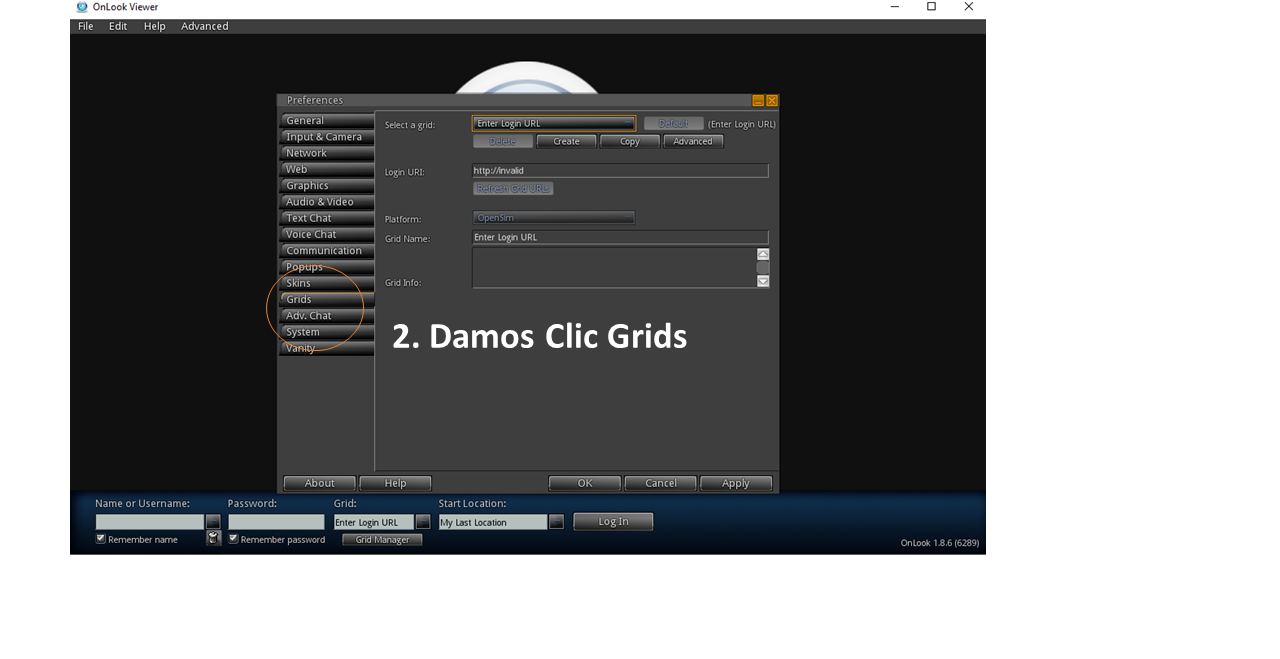 OnLook Viewer
File Edit Help Advanced
Preferences
General
Input & Camera
Network
Web
Graphics
Audio & Video
Text Chat
Voice Chat
Communication
Popups
Skins
Grids
Adv. Chat
System
Vanity
Select a grid: Enter Login URL Default (Enter Login URL)
Delete Create Copy Advanced
Login URI: http://invalid
Refresh Grid URLs
Platform: OpenSim
Grid Name: Enter Login URL
Grid Info:
2. Damos Clic Grids
About Help OK Cancel Apply
Name or Username: Password: Grid: Start Location:
Enter Login URL My Last Location Log In
Remember name Remember password Grid Manager
OnLook 1.8.6 (6289)